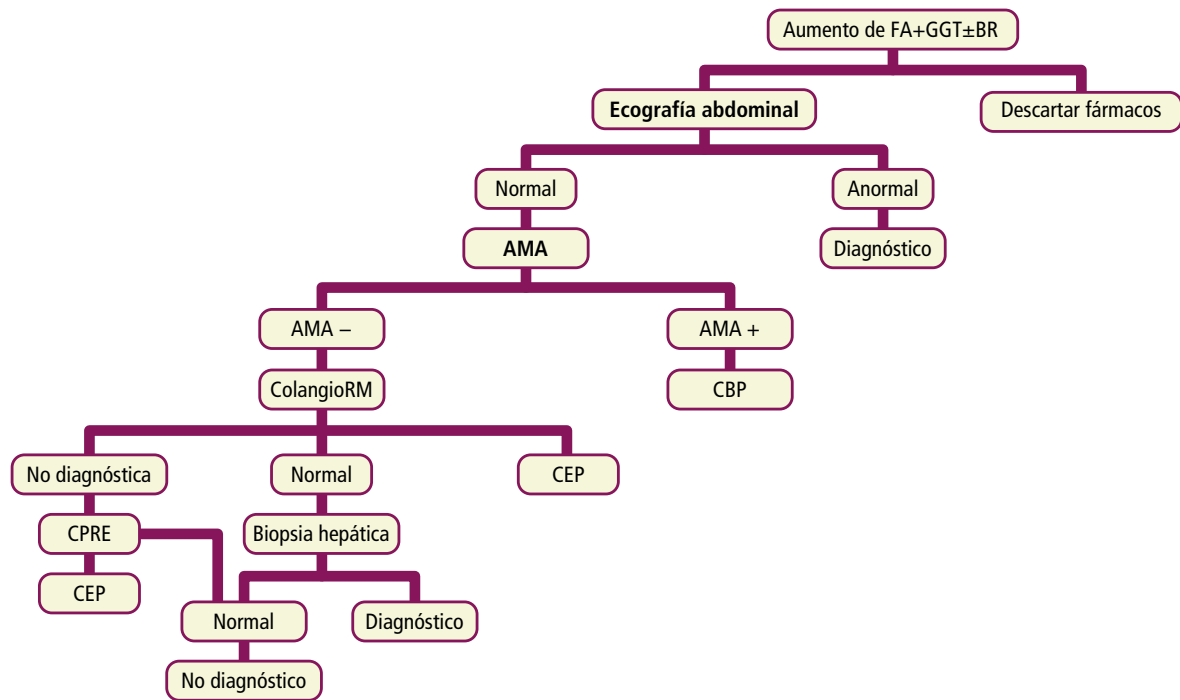 Aumento de FA+GGT±BR
Ecografía abdominal
Descartar fármacos
Normal
Anormal
AMA
Diagnóstico
AMA –
AMA +
ColangioRM
CBP
No diagnóstica
Normal
CEP
CPRE
Biopsia hepática
CEP
Normal
Diagnóstico
No diagnóstico